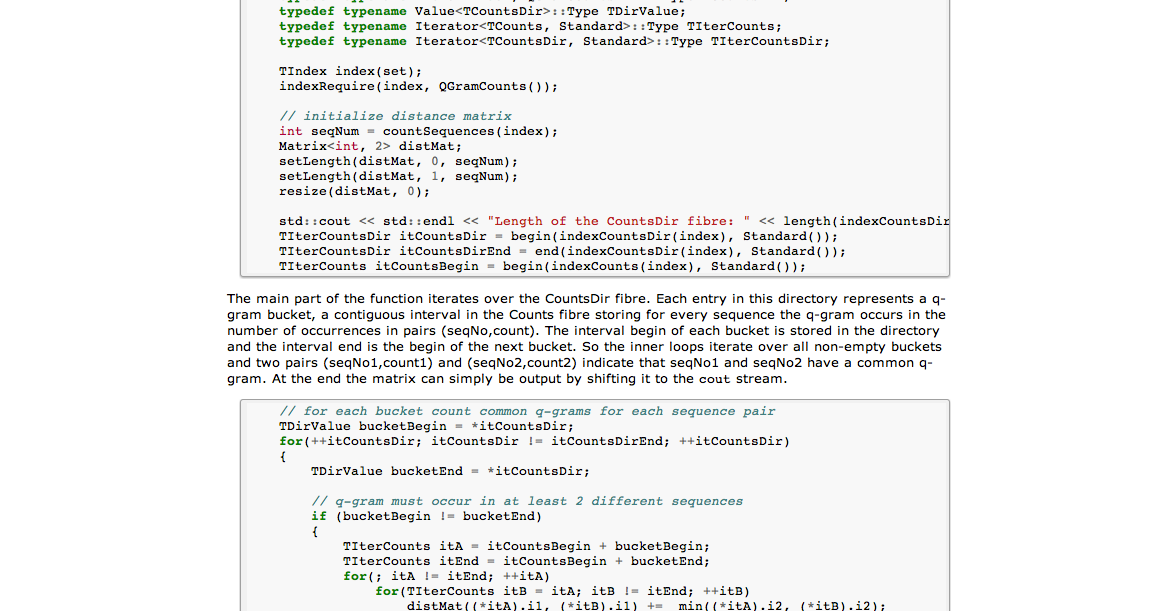 typedef typename Value<TCountsDir>::Type TDirValue;
typedef typename Iterator<TCounts, Standard>::Type TIterCounts;
typedef typename Iterator<TCountsDir, Standard>::Type TIterCountsDir;
TIndex index(set);
indexRequire(index, QGramCounts());
// initialize distance matrix
int seqNum = countSequences(index);
Matrix<int, 2> distMat;
setLength(distMat, 0, seqNum);
setLength(distMat, 1, seqNum);
resize(distMat, 0);
std::cout << std::endl << "Length of the CountsDir fibre: " << length(indexCountsDir
TIterCountsDir itCountsDir = begin(indexCountsDir(index), Standard());
TIterCountsDir itCountsDirEnd = end(indexCountsDir(index), Standard());
TIterCounts itCountsBegin = begin(indexCounts(index), Standard());
The main part of the function iterates over the CountsDir fibre. Each entry in this directory represents a q-
gram bucket, a contiguous interval in the Counts fibre storing for every sequence the q-gram occurs in the
number of occurrences in pairs (seqNo,count). The interval begin of each bucket is stored in the directory
and the interval end is the begin of the next bucket. So the inner loops iterate over all non-empty buckets
and two pairs (seqNo1,count1) and (seqNo2,count2) indicate that seqNo1 and seqNo2 have a common q-
gram. At the end the matrix can simply be output by shifting it to the cout stream.
// for each bucket count common q-grams for each sequence pair
TDirValue bucketBegin = *itCountsDir;
for(++itCountsDir; itCountsDir != itCountsDirEnd; ++itCountsDir)
{
TDirValue bucketEnd = *itCountsDir;
// q-gram must occur in at least 2 different sequences
if (bucketBegin != bucketEnd)
{
TIterCounts itA = itCountsBegin + bucketBegin;
TIterCounts itEnd = itCountsBegin + bucketEnd;
for(; itA != itEnd; ++itA)
for(TIterCounts itB = itA; itB != itEnd; ++itB)
distMat((*itA).i1, (*itB).i1) += min((*itA).i2, (*itB).i2);